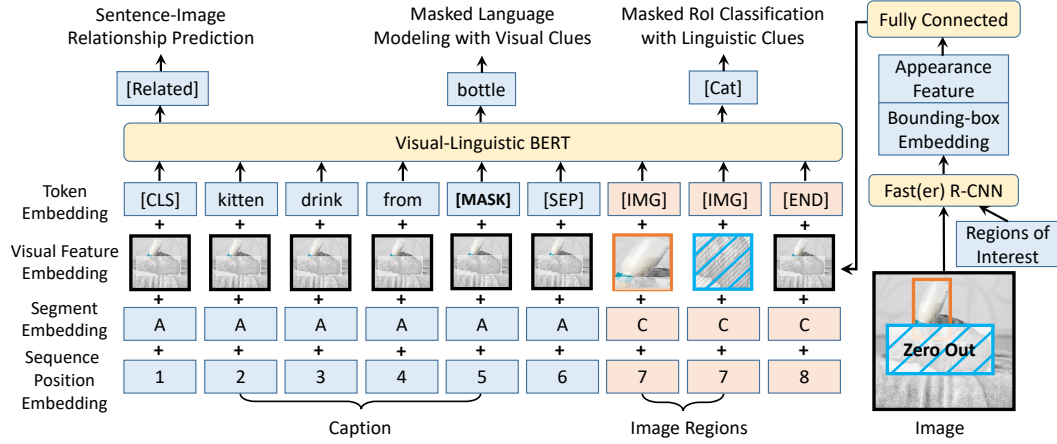 Sentence-Image
Relationship Prediction
Masked Language
Modeling with Visual Clues
Masked RoI Classification
with Linguistic Clues
Fully Connected
[Related]
bottle
[Cat]
Appearance
Feature
Bounding-box
Embedding
Visual-Linguistic BERT
Fast(er) R-CNN
Token
Embedding
[CLS] kitten drink from [MASK] [SEP] [IMG] [IMG] [END]
+ + + + + + + + +
Regions of
Interest
Visual Feature
Embedding
+ + + + + + + + +
Segment
Embedding
A A A A A A C C C
+ + + + + + + + +
Zero Out
Sequence
Position
Embedding
1 2 3 4 5 6 7 7 8
Caption
Image Regions
Image